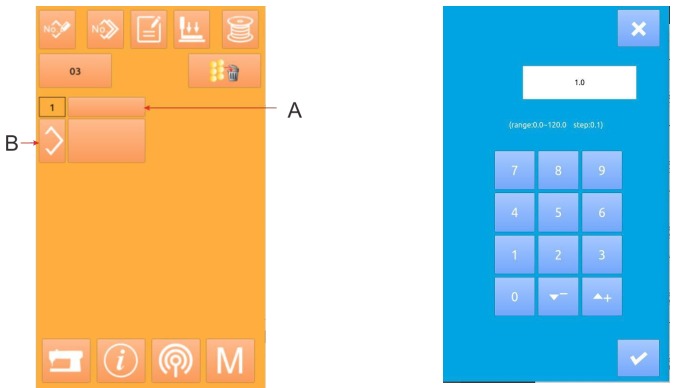 No.
No.
03
1
A
B
i
M
1.0
(range:0.0~120.0 step:0.1)
7 8 9
4 5 6
1 2 3
0 − +